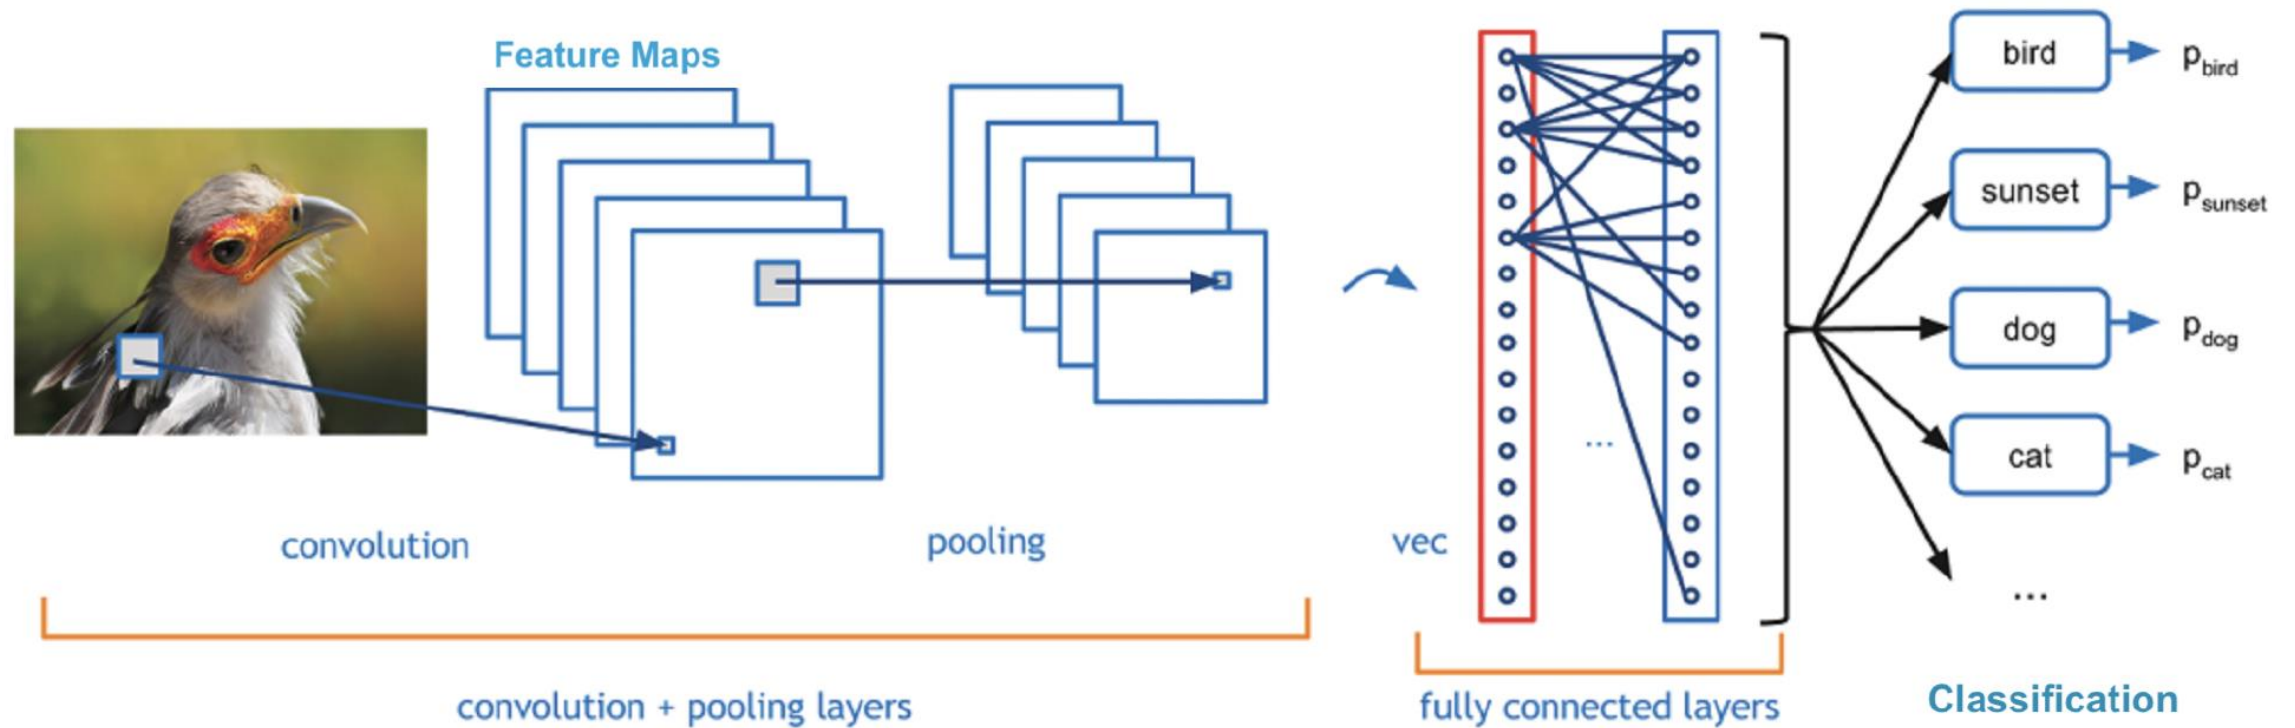 Feature Maps
convolution
pooling
vec
...
convolution + pooling layers
fully connected layers
bird
p_bird
sunset
p_sunset
dog
p_dog
cat
p_cat
...
Classification